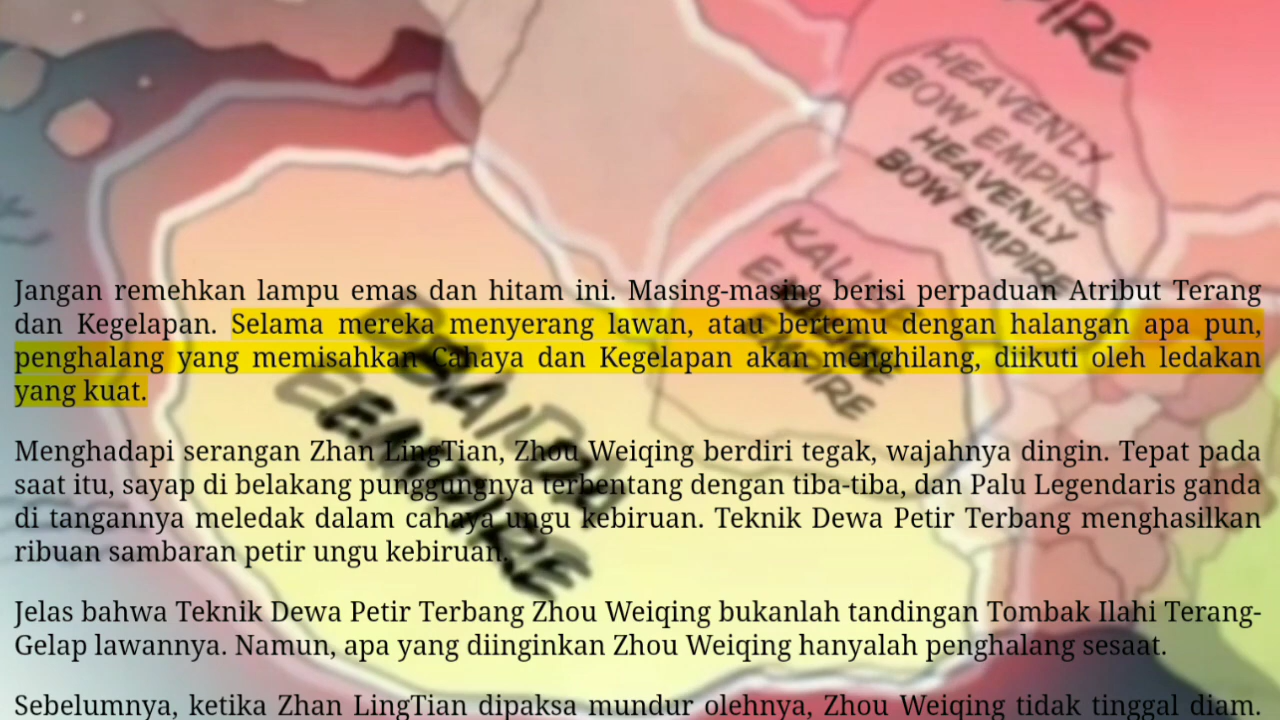 PIRE
HEAVENLY
BOW EMPIRE
HEAVENLY
BOW EMPIRE
EMPIRE
EMPIRE
Jangan remehkan lampu emas dan hitam ini. Masing-masing berisi perpaduan Atribut Terang
dan Kegelapan. Selama mereka menyerang lawan, atau bertemu dengan halangan apa pun,
penghalang yang memisahkan Cahaya dan Kegelapan akan menghilang, diikuti oleh ledakan
yang kuat.
Menghadapi serangan Zhan LingTian, Zhou Weiqing berdiri tegak, wajahnya dingin. Tepat pada
saat itu, sayap di belakang punggungnya terbentang dengan tiba-tiba, dan Palu Legendaris ganda
di tangannya meledak dalam cahaya ungu kebiruan. Teknik Dewa Petir Terbang menghasilkan
ribuan sambaran petir ungu kebiruan.
Jelas bahwa Teknik Dewa Petir Terbang Zhou Weiqing bukanlah tandingan Tombak Ilahi Terang-
Gelap lawannya. Namun, apa yang diinginkan Zhou Weiqing hanyalah penghalang sesaat.
Sebelumnya, ketika Zhan LingTian dipaksa mundur olehnya, Zhou Weiqing tidak tinggal diam.